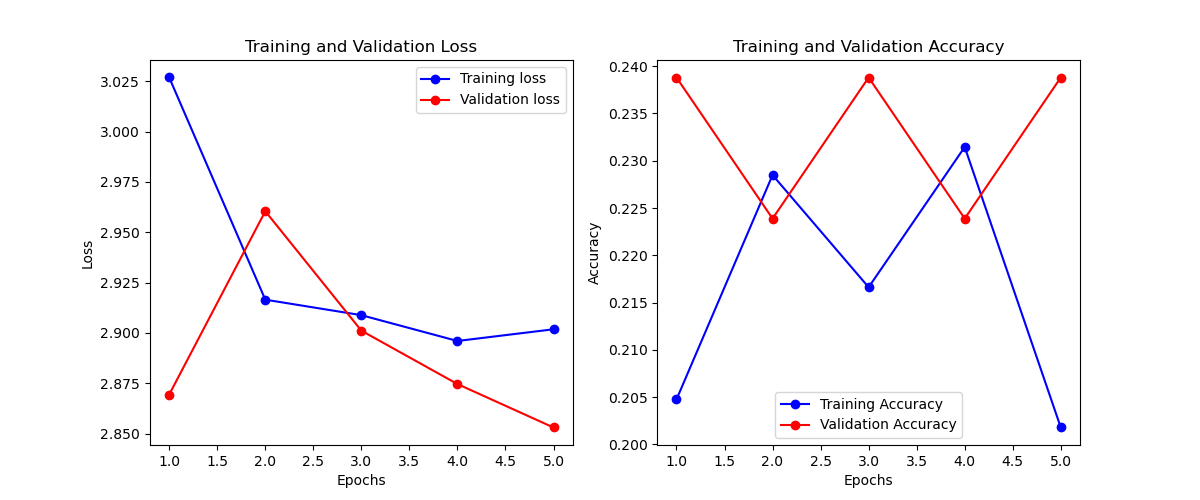 Training and Validation Loss
Training loss
Validation loss
3.025
3.000
2.975
2.950
2.925
2.900
2.875
2.850
Loss
1.0 1.5 2.0 2.5 3.0 3.5 4.0 4.5 5.0
Epochs
Training and Validation Accuracy
0.240
0.235
0.230
0.225
0.220
0.215
0.210
0.205
0.200
Accuracy
Training Accuracy
Validation Accuracy
1.0 1.5 2.0 2.5 3.0 3.5 4.0 4.5 5.0
Epochs